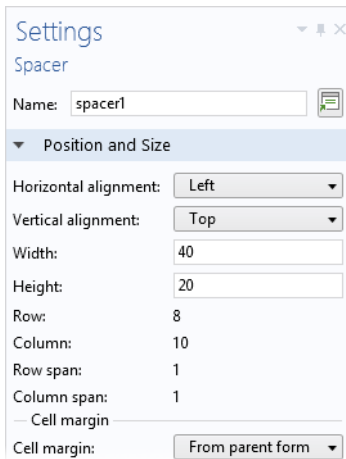 Settings
Spacer
Name: spacer1
Position and Size
Horizontal alignment: Left
Vertical alignment: Top
Width: 40
Height: 20
Row: 8
Column: 10
Row span: 1
Column span: 1
Cell margin
Cell margin: From parent form